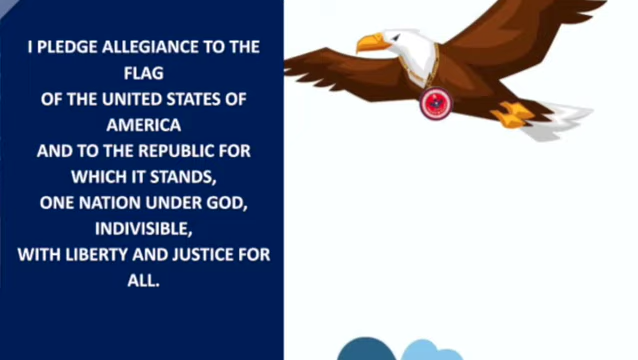 I PLEDGE ALLEGIANCE TO THE
FLAG
OF THE UNITED STATES OF
AMERICA
AND TO THE REPUBLIC FOR
WHICH IT STANDS,
ONE NATION UNDER GOD,
INDIVISIBLE,
WITH LIBERTY AND JUSTICE FOR
ALL.